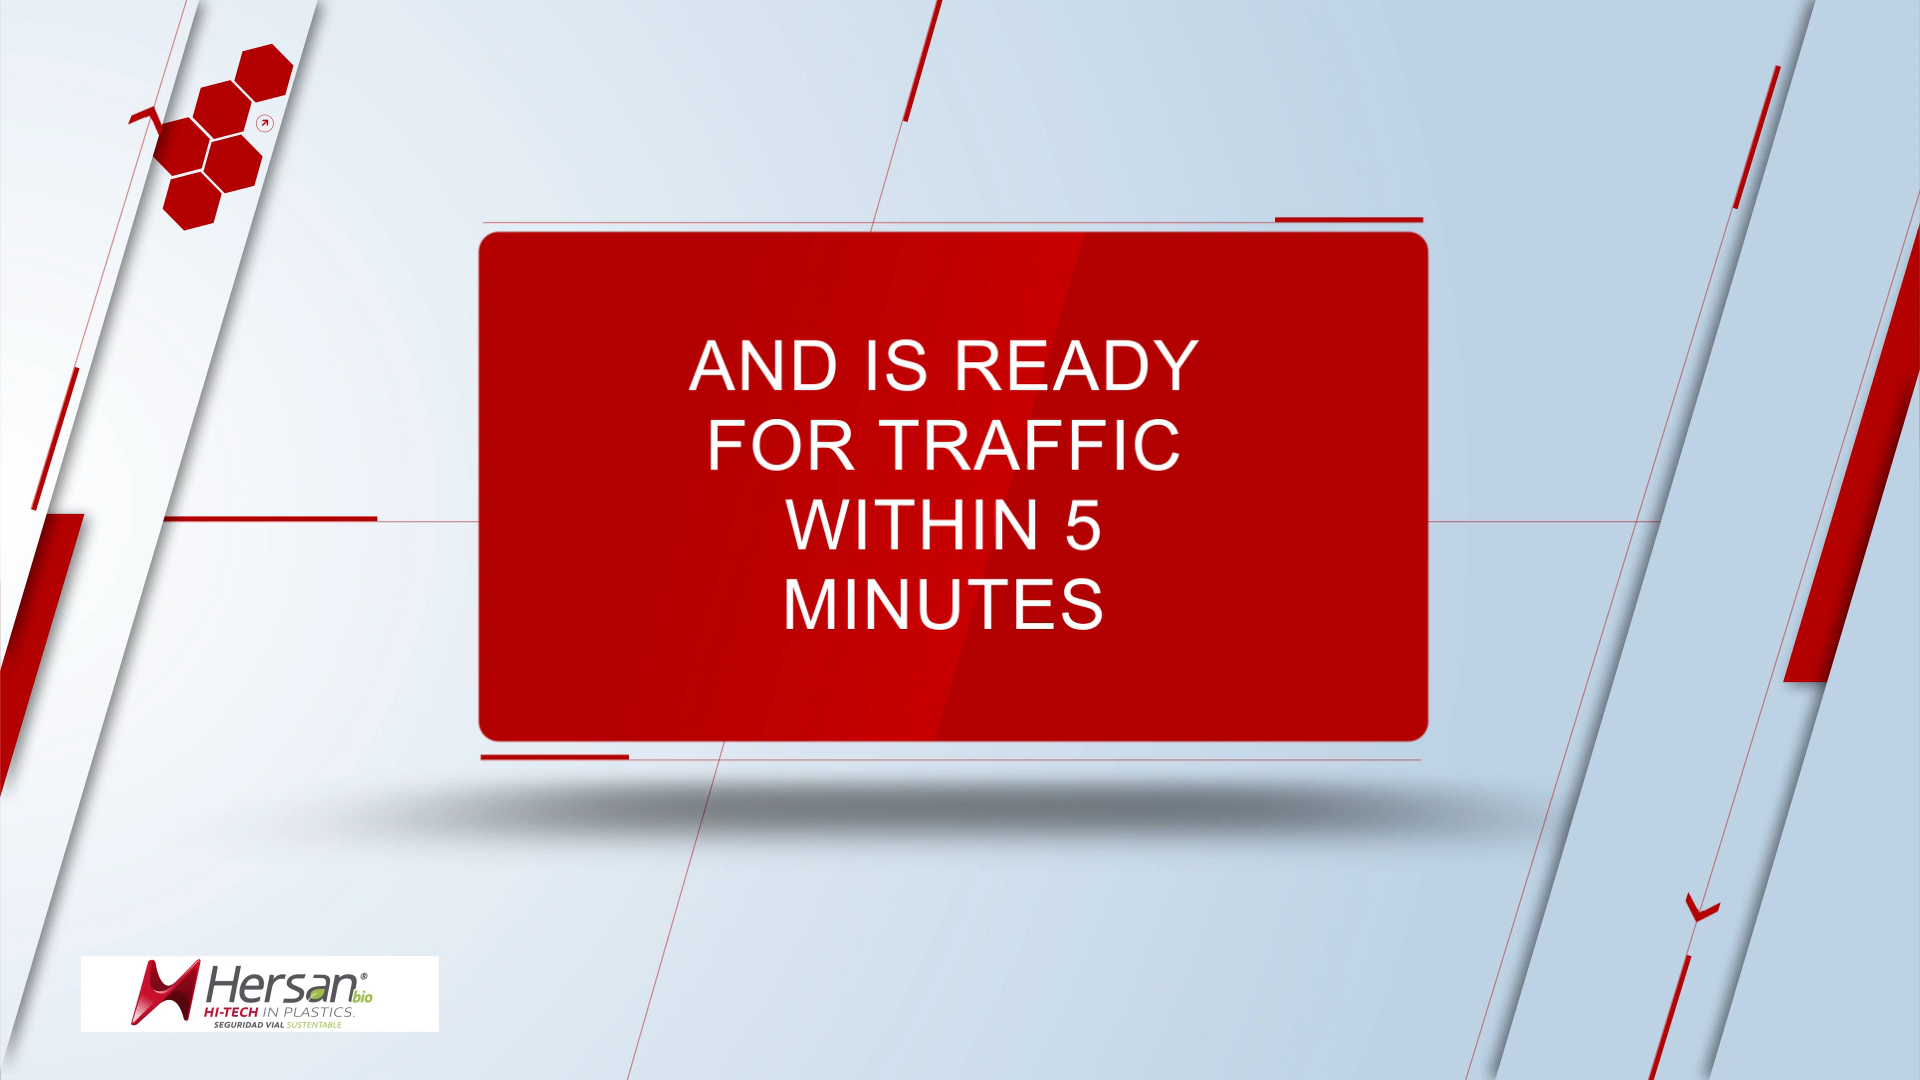 AND IS READY
FOR TRAFFIC
WITHIN 5
MINUTES
Hersan®
bio
HI-TECH IN PLASTICS.
SEGURIDAD VIAL SUSTENTABLE